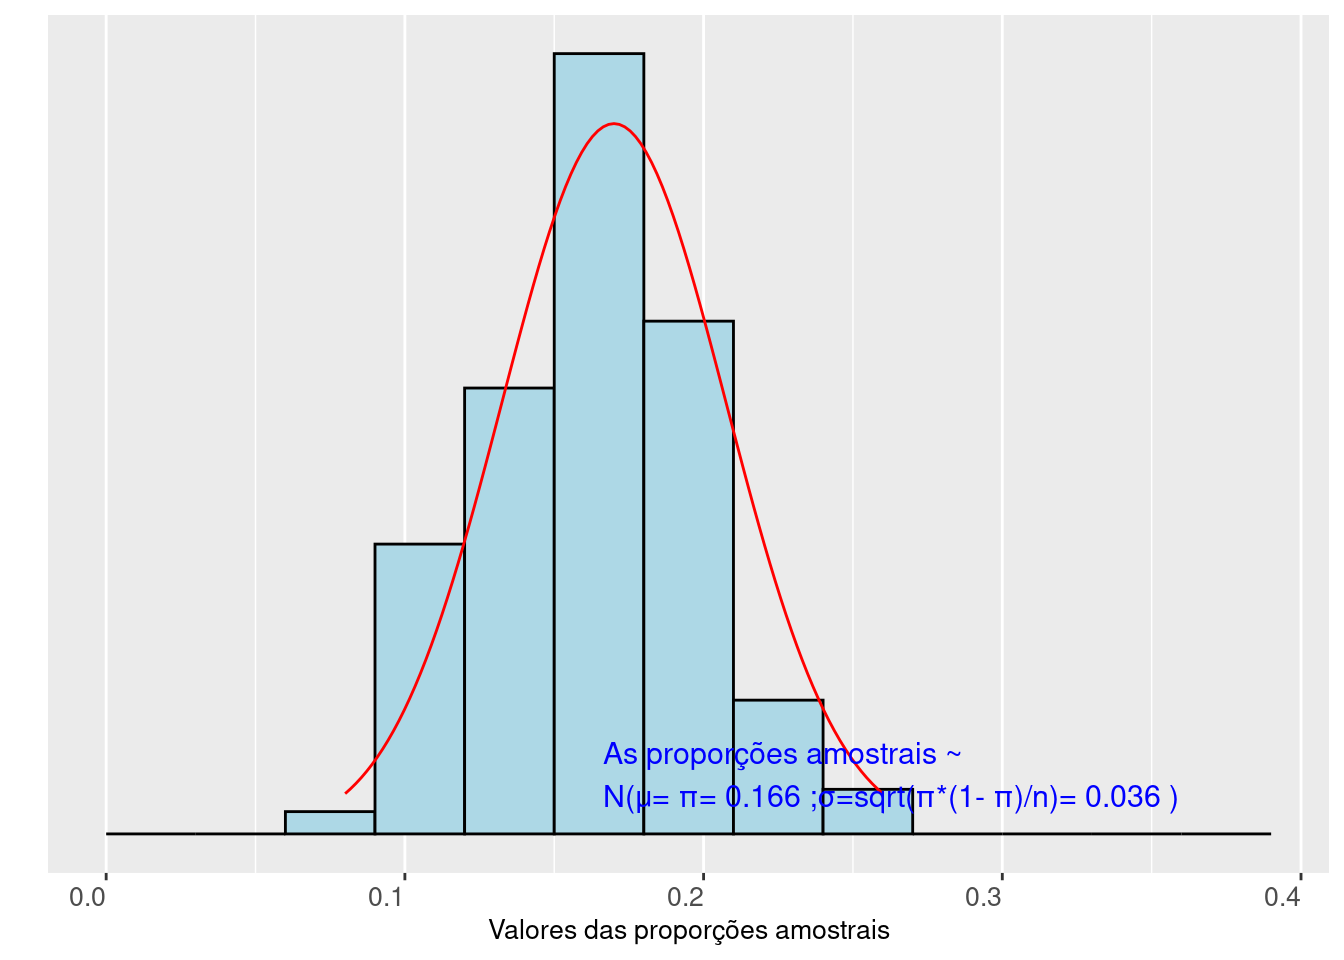 As proporções amostrais ~
N(μ= π= 0.166 ;σ=sqrt(π*(1- π)/n)= 0.036 )
0.0 0.1 0.2 0.3 0.4
Valores das proporções amostrais